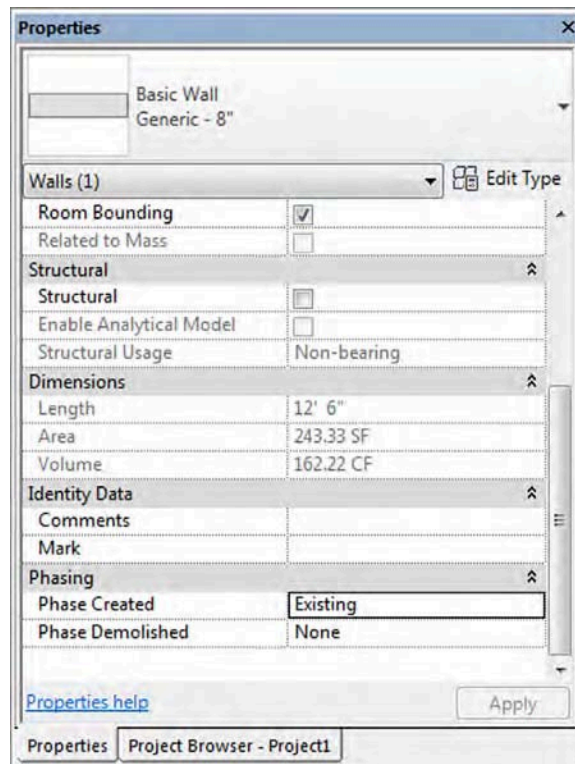 Properties
Basic Wall
Generic - 8"
Walls (1) Edit Type
Room Bounding
Related to Mass
Structural
Structural
Enable Analytical Model
Structural Usage Non-bearing
Dimensions
Length 12' 6"
Area 243.33 SF
Volume 162.22 CF
Identity Data
Comments
Mark
Phasing
Phase Created Existing
Phase Demolished None
Properties help Apply
Properties Project Browser - Project1